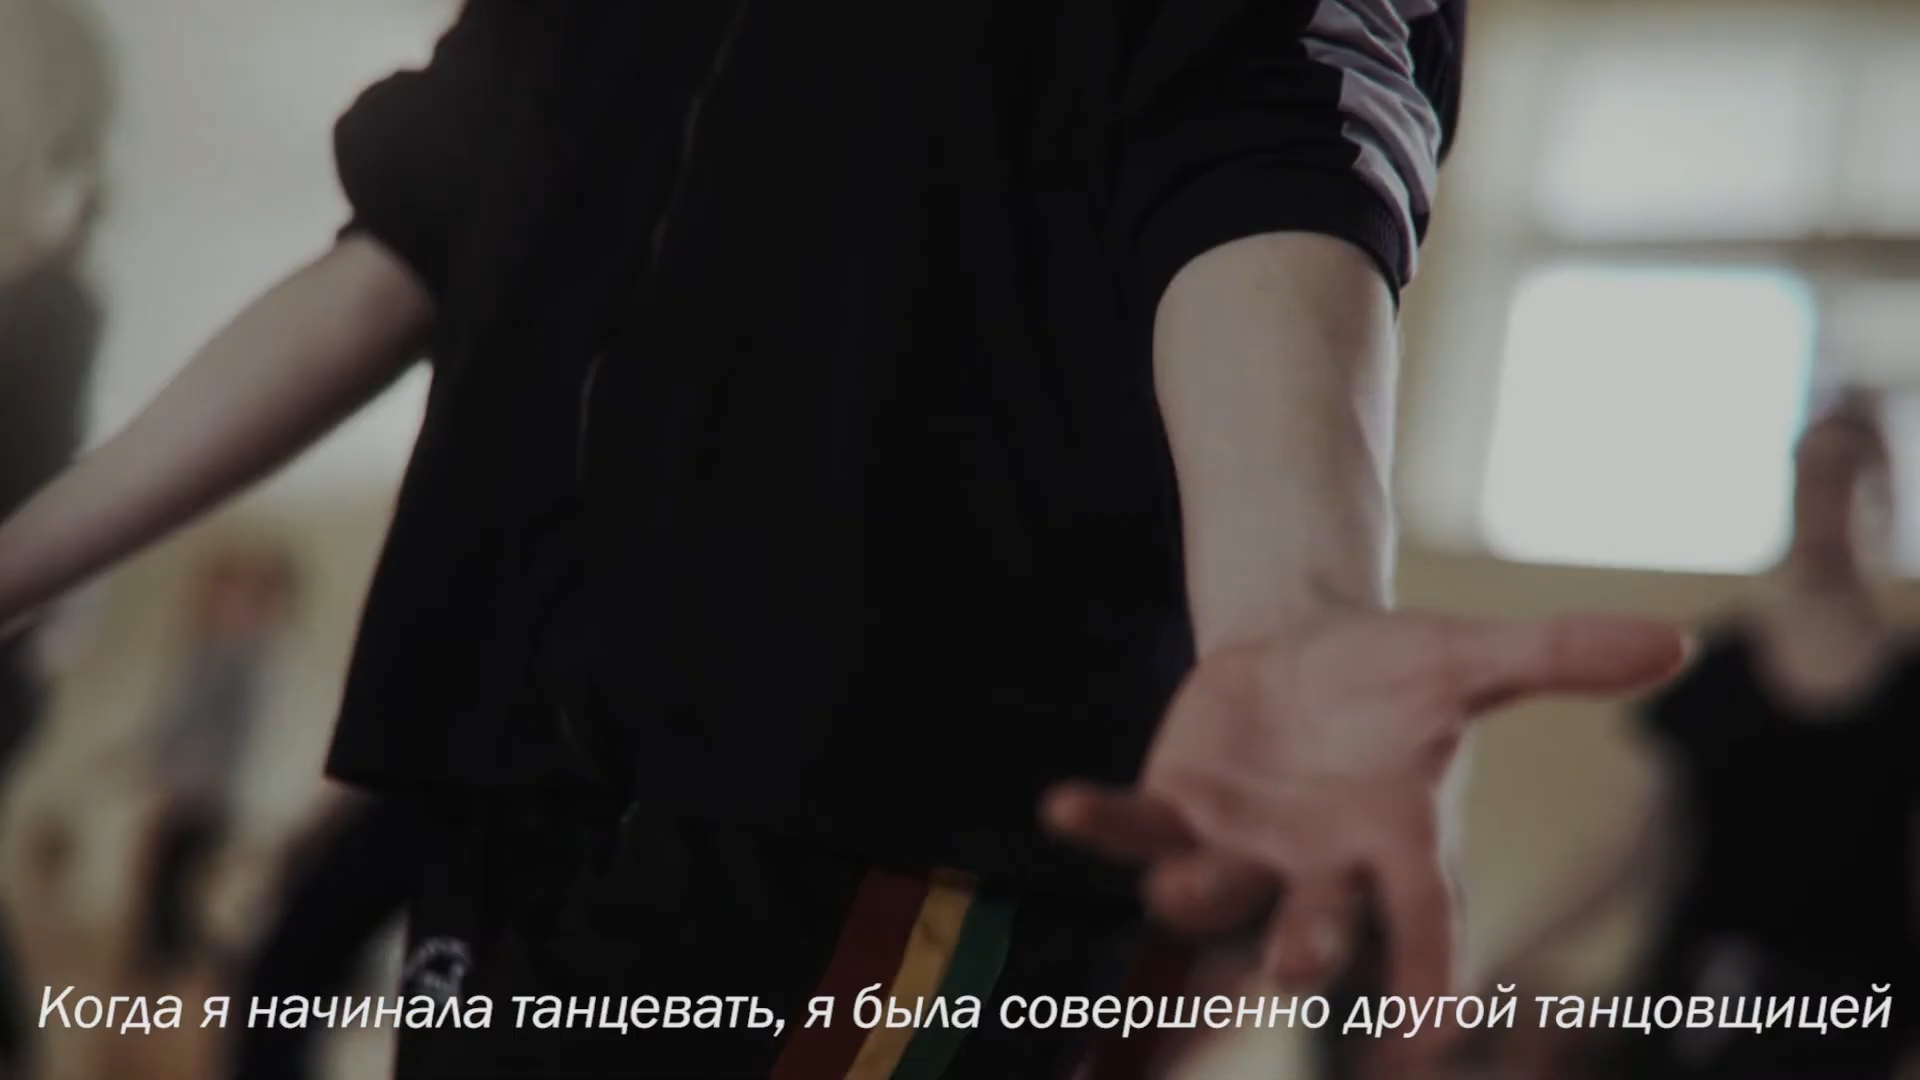 Когда я начинала танцевать, я была совершенно другой танцовщицей